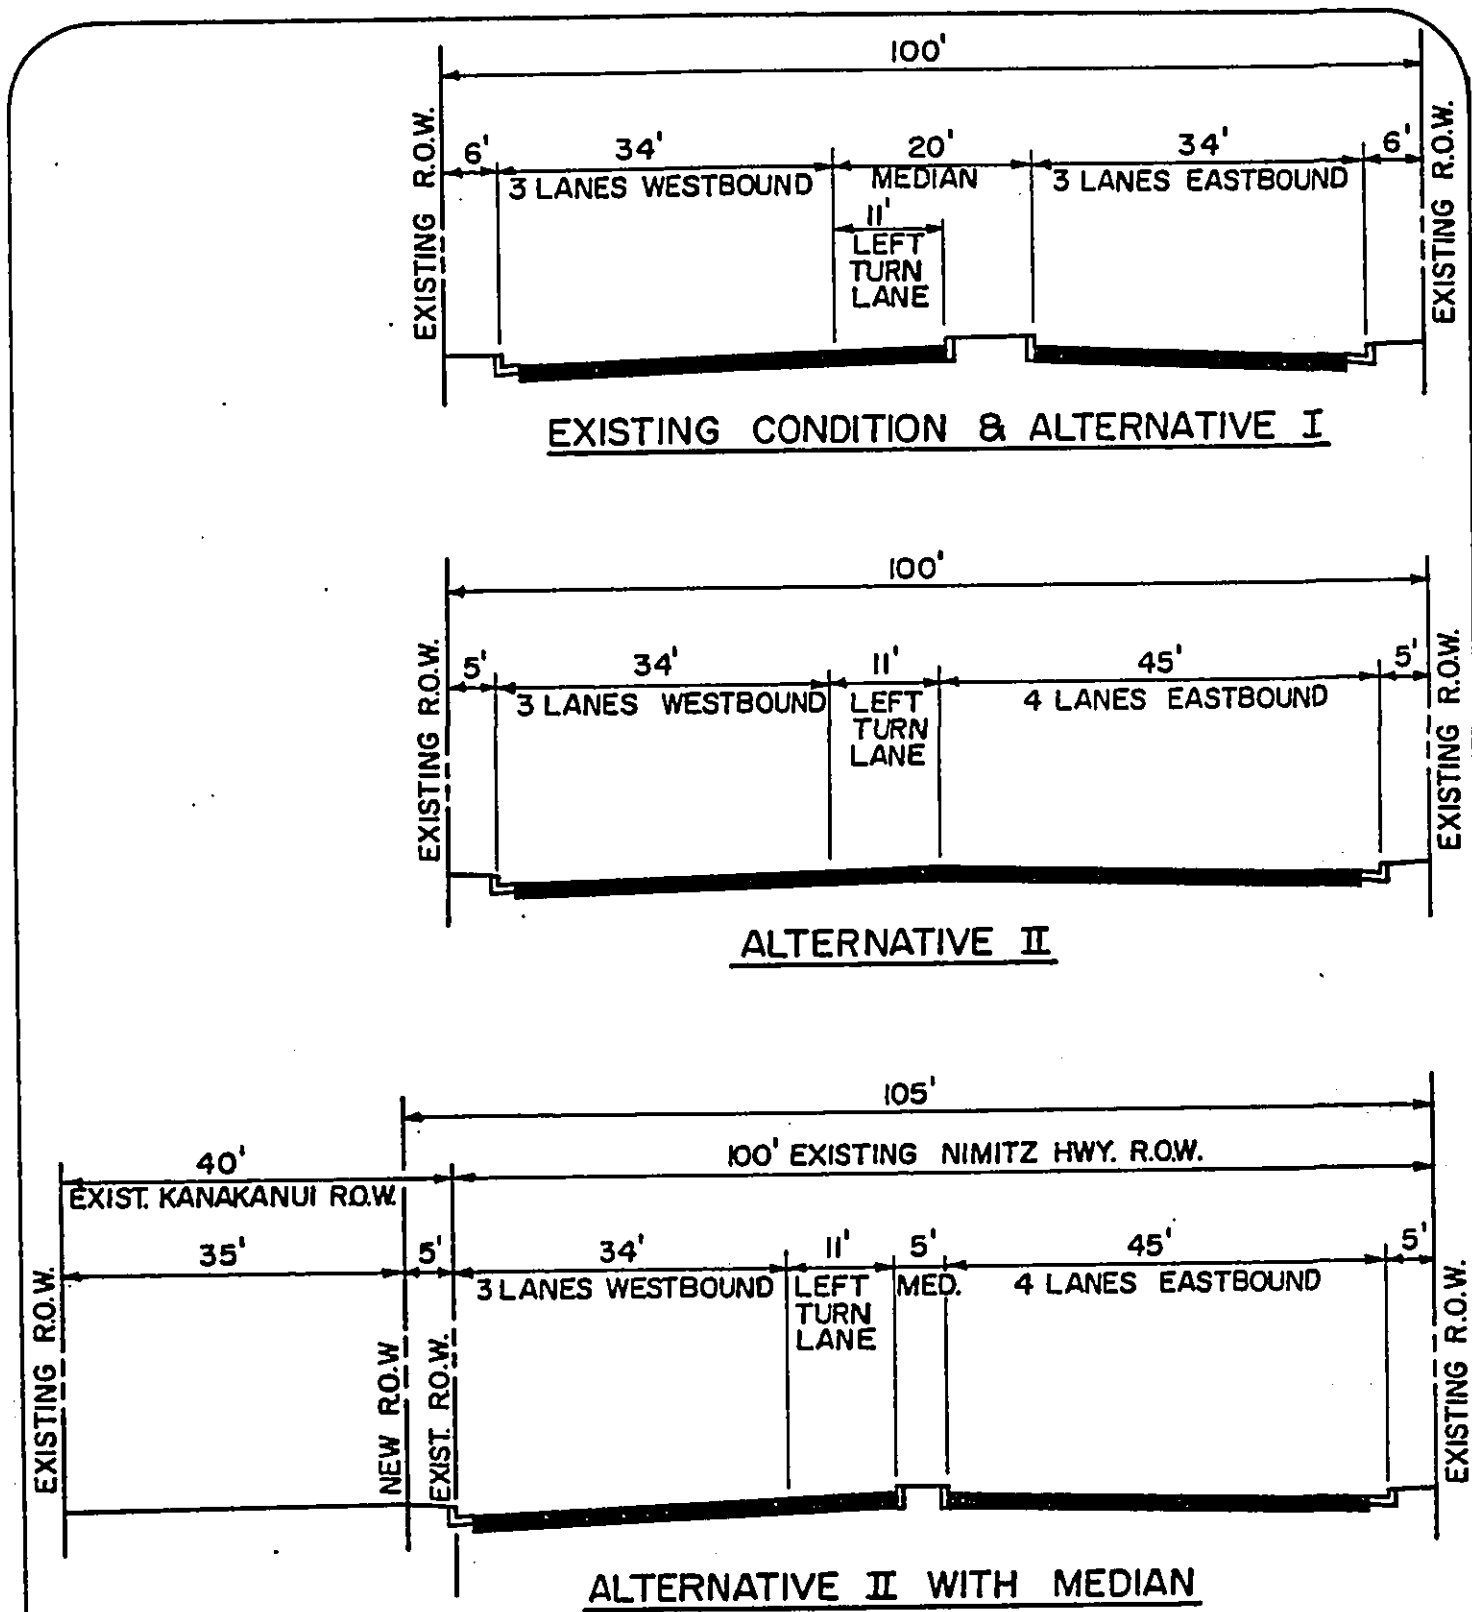 100'
6' 34' 20' 34' 6'
3 LANES WESTBOUND MEDIAN 3 LANES EASTBOUND
11'
LEFT
TURN
LANE
EXISTING R.O.W.
EXISTING R.O.W.
EXISTING CONDITION & ALTERNATIVE I
100'
5' 34' 11' 45' 5'
3 LANES WESTBOUND LEFT 4 LANES EASTBOUND
TURN
LANE
EXISTING R.O.W.
EXISTING R.O.W.
ALTERNATIVE II
105'
40' 100' EXISTING NIMITZ HWY. R.O.W.
EXIST. KANAKANUI R.O.W.
35' 5' 34' 11' 5' 45' 5'
3 LANES WESTBOUND LEFT MED. 4 LANES EASTBOUND
TURN
LANE
EXISTING R.O.W.
NEW R.O.W
EXIST. R.O.W.
EXISTING R.O.W.
ALTERNATIVE II WITH MEDIAN